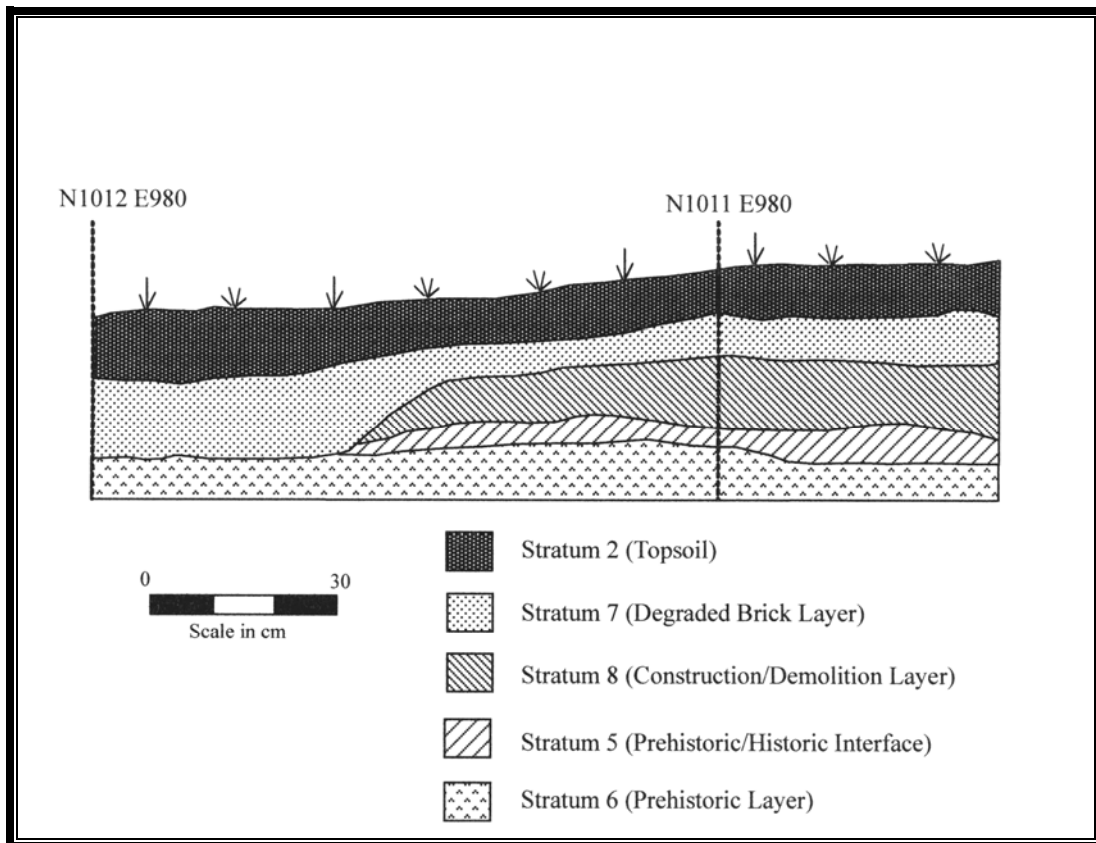 N1012 E980
N1011 E980
Stratum 2 (Topsoil)
0 30
Stratum 7 (Degraded Brick Layer)
Scale in cm
Stratum 8 (Construction/Demolition Layer)
Stratum 5 (Prehistoric/Historic Interface)
Stratum 6 (Prehistoric Layer)